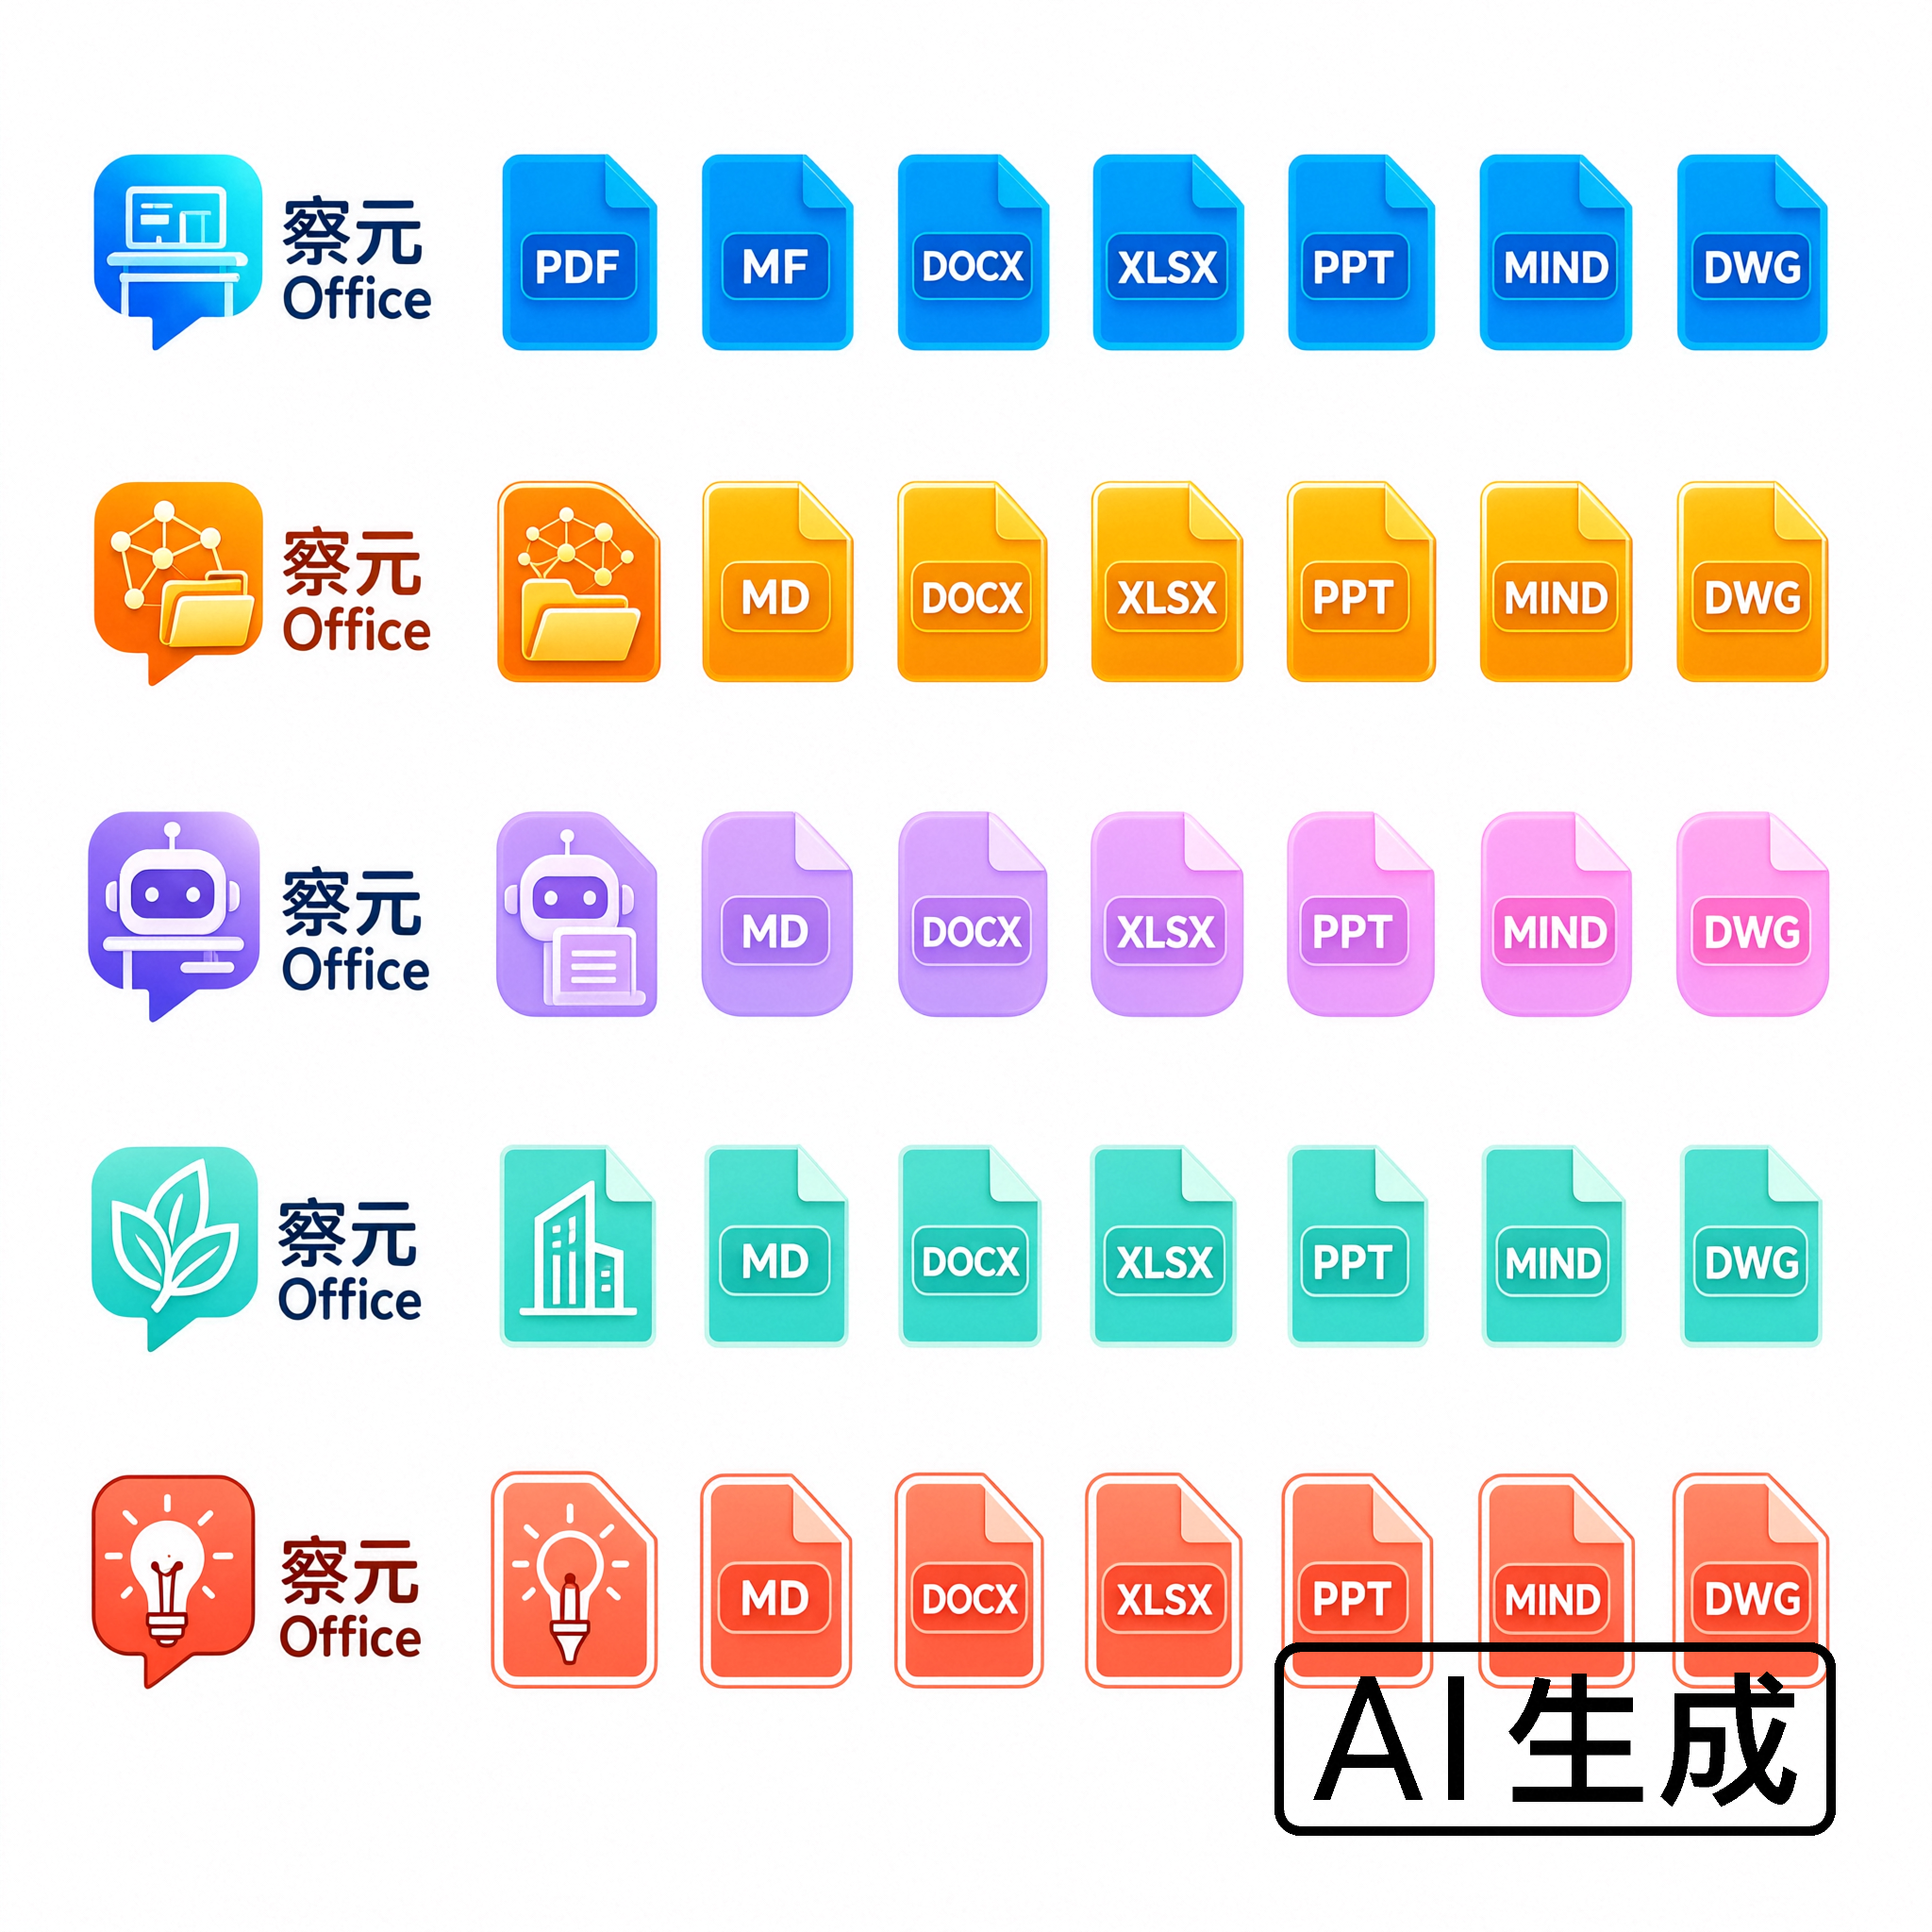 察元
Office
PDF MF DOCX XLSX PPT MIND DWG
察元
Office
MD DOCX XLSX PPT MIND DWG
察元
Office
MD DOCX XLSX PPT MIND DWG
察元
Office
MD DOCX XLSX PPT MIND DWG
察元
Office
MD DOCX XLSX PPT MIND DWG
AI生成